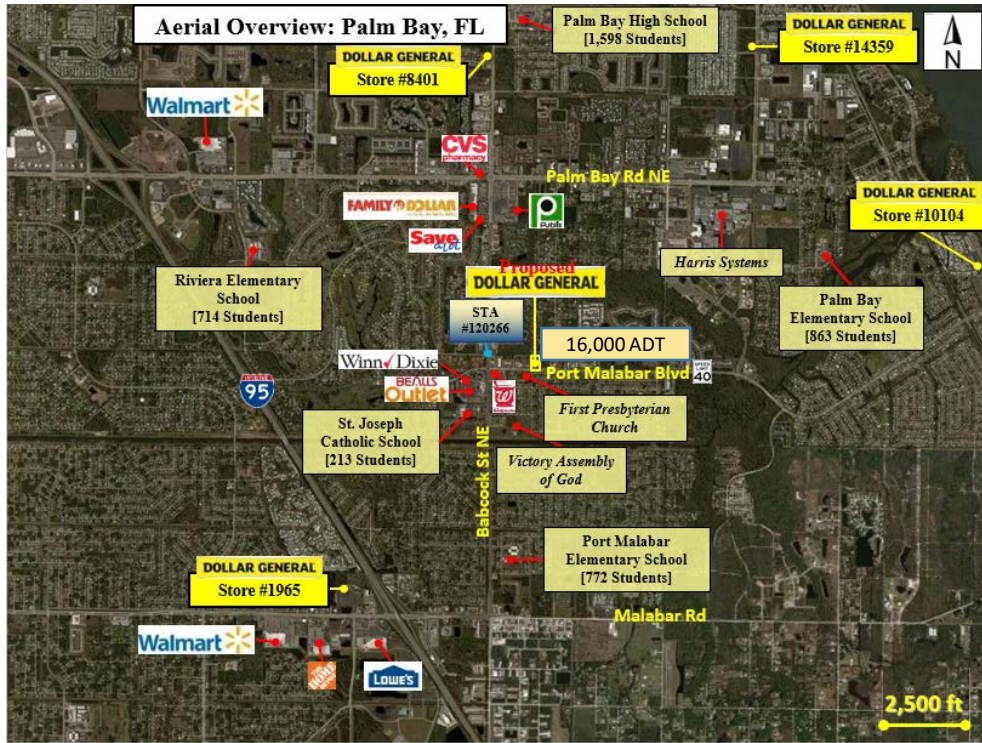 Aerial Overview: Palm Bay, FL
Palm Bay High School
[1,598 Students]
DOLLAR GENERAL
Store #14359
N
DOLLAR GENERAL
Store #8401
Walmart
CVS
pharmacy
Palm Bay Rd NE
FAMILY DOLLAR
Publix
Save
a lot
DOLLAR GENERAL
Store #10104
Harris Systems
Riviera Elementary
School
[714 Students]
Proposed
DOLLAR GENERAL
Palm Bay
Elementary School
[863 Students]
STA
#120266
16,000 ADT
Winn Dixie
Port Malabar Blvd
SPEED
LIMIT
40
BEALLS
Outlet
W
Walgreens
INTERSTATE
95
First Presbyterian
Church
St. Joseph
Catholic School
[213 Students]
Victory Assembly
of God
Babcock St NE
Port Malabar
Elementary School
[772 Students]
DOLLAR GENERAL
Store #1965
Malabar Rd
Walmart
THE
HOME
DEPOT
LOWE'S
2,500 ft